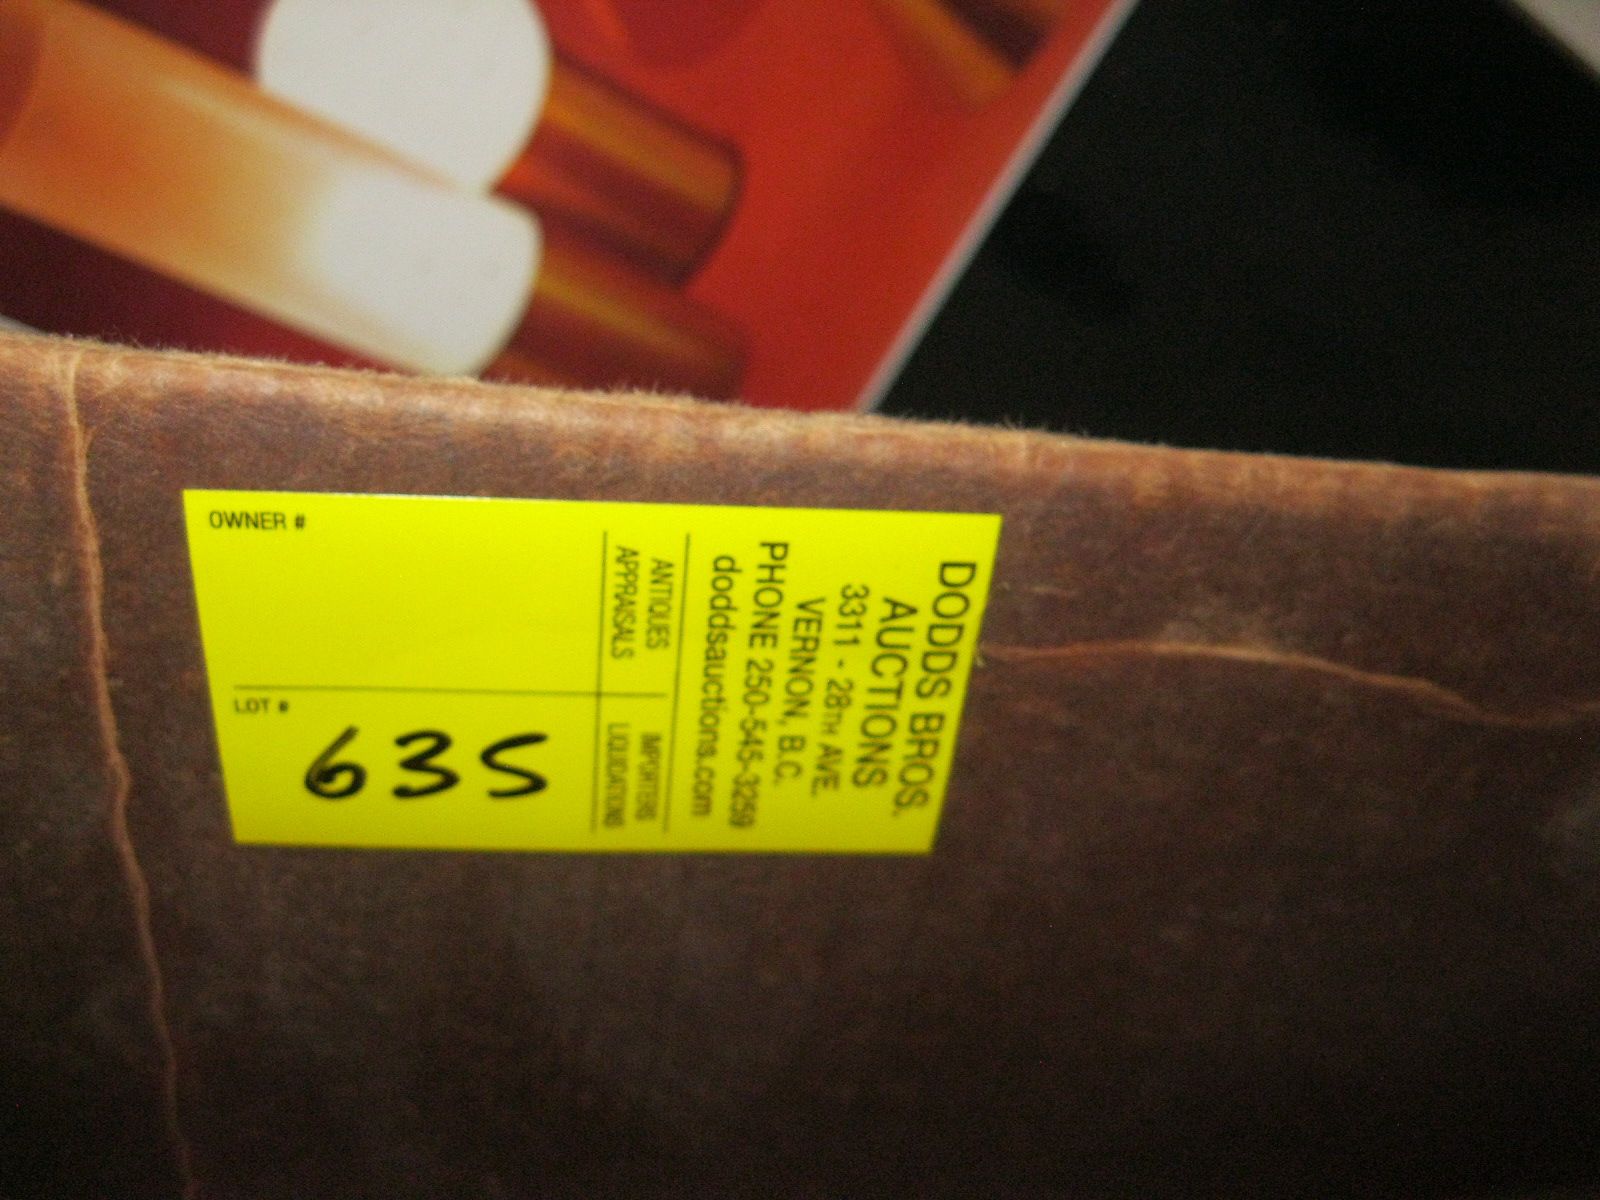 OWNER #
LOT #
635
DODDS BROS.
AUCTIONS
3311 - 28TH AVE.
VERNON, B.C.
PHONE 250-545-3259
doddsauctions.com
ANTIQUES IMPORTERS
APPRAISALS LIQUIDATIONS